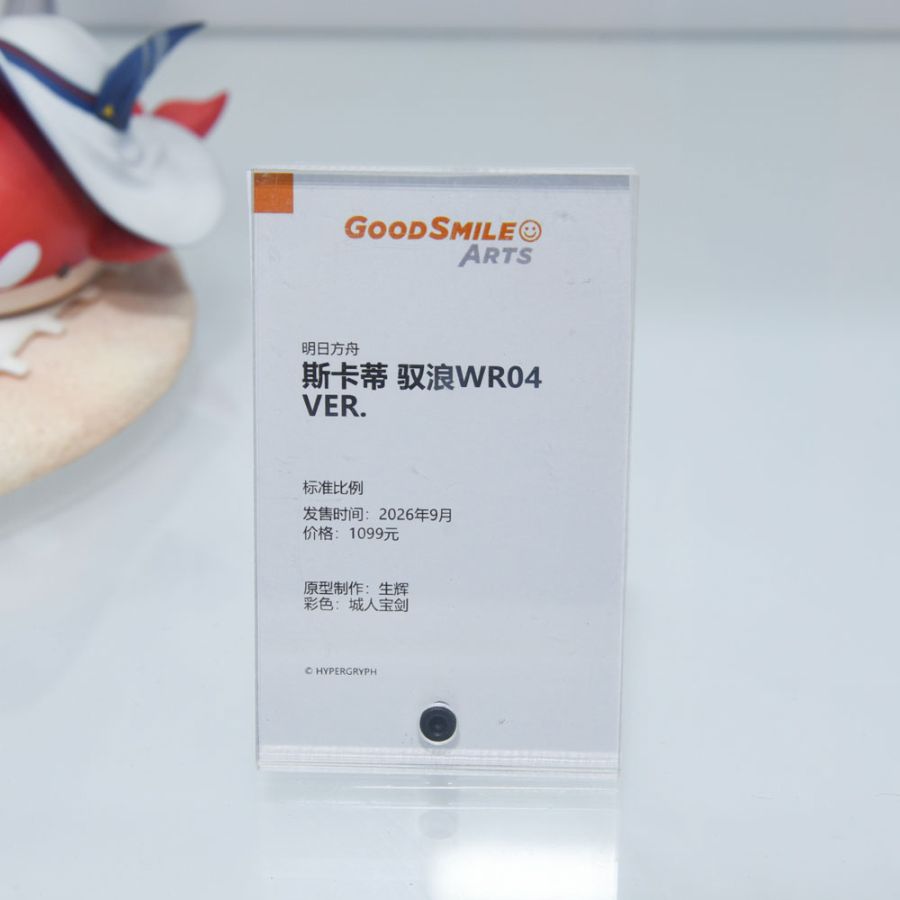 GOODSMILE
ARTS
明日方舟
斯卡蒂 驭浪WR04
VER.
标准比例
发售时间：2026年9月
价格：1099元
原型制作：生辉
彩色：城人宝剑
© HYPERGRYPH